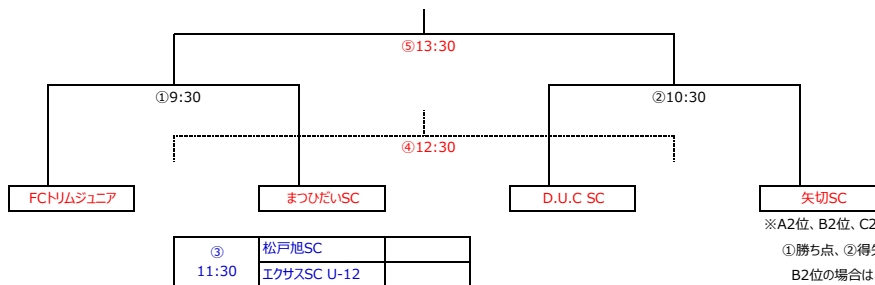 ⑤13:30
①9:30
②10:30
④12:30
FCトリムジュニア
まつひだいSC
D.U.C SC
矢切SC
※A2位、B2位、C2
①勝ち点、②得失
B2位の場合は
③
11:30
松戸旭SC
エクサスSC U-12